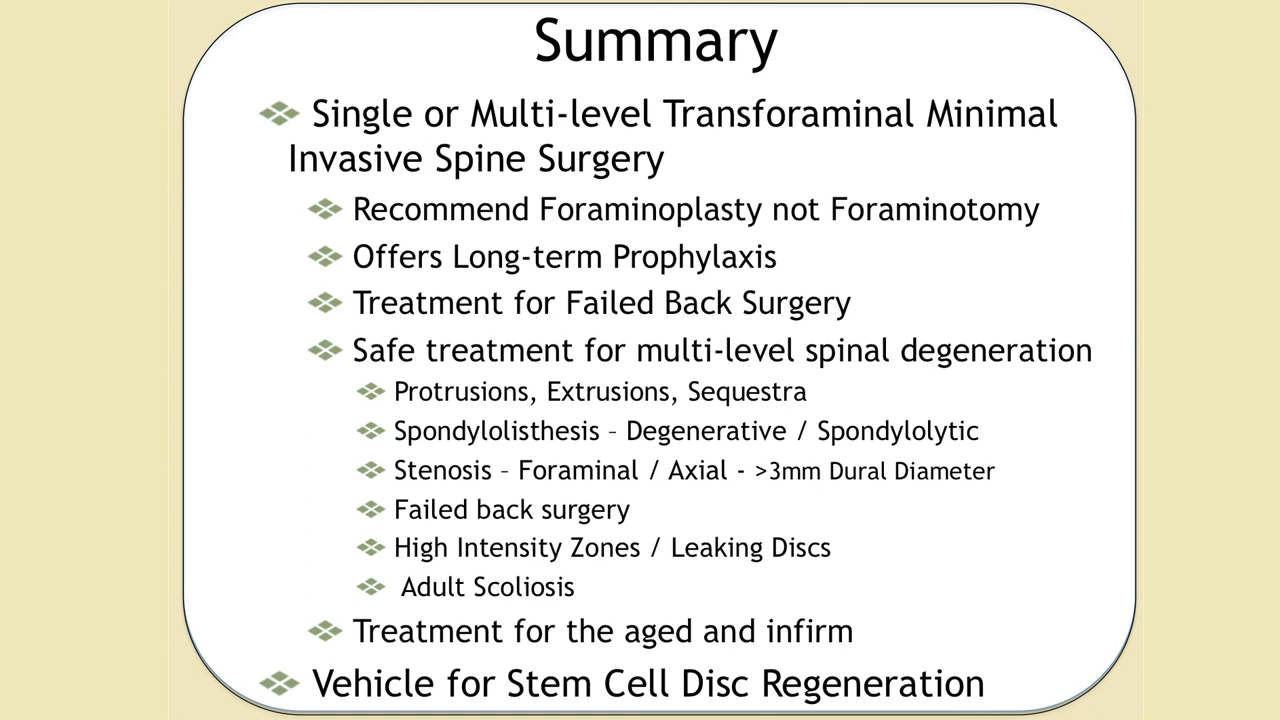 Summary
Single or Multi-level Transforaminal Minimal
Invasive Spine Surgery
Recommend Foraminoplasty not Foraminotomy
Offers Long-term Prophylaxis
Treatment for Failed Back Surgery
Safe treatment for multi-level spinal degeneration
Protrusions, Extrusions, Sequestra
Spondylolisthesis – Degenerative / Spondylolytic
Stenosis – Foraminal / Axial - >3mm Dural Diameter
Failed back surgery
High Intensity Zones / Leaking Discs
Adult Scoliosis
Treatment for the aged and infirm
Vehicle for Stem Cell Disc Regeneration